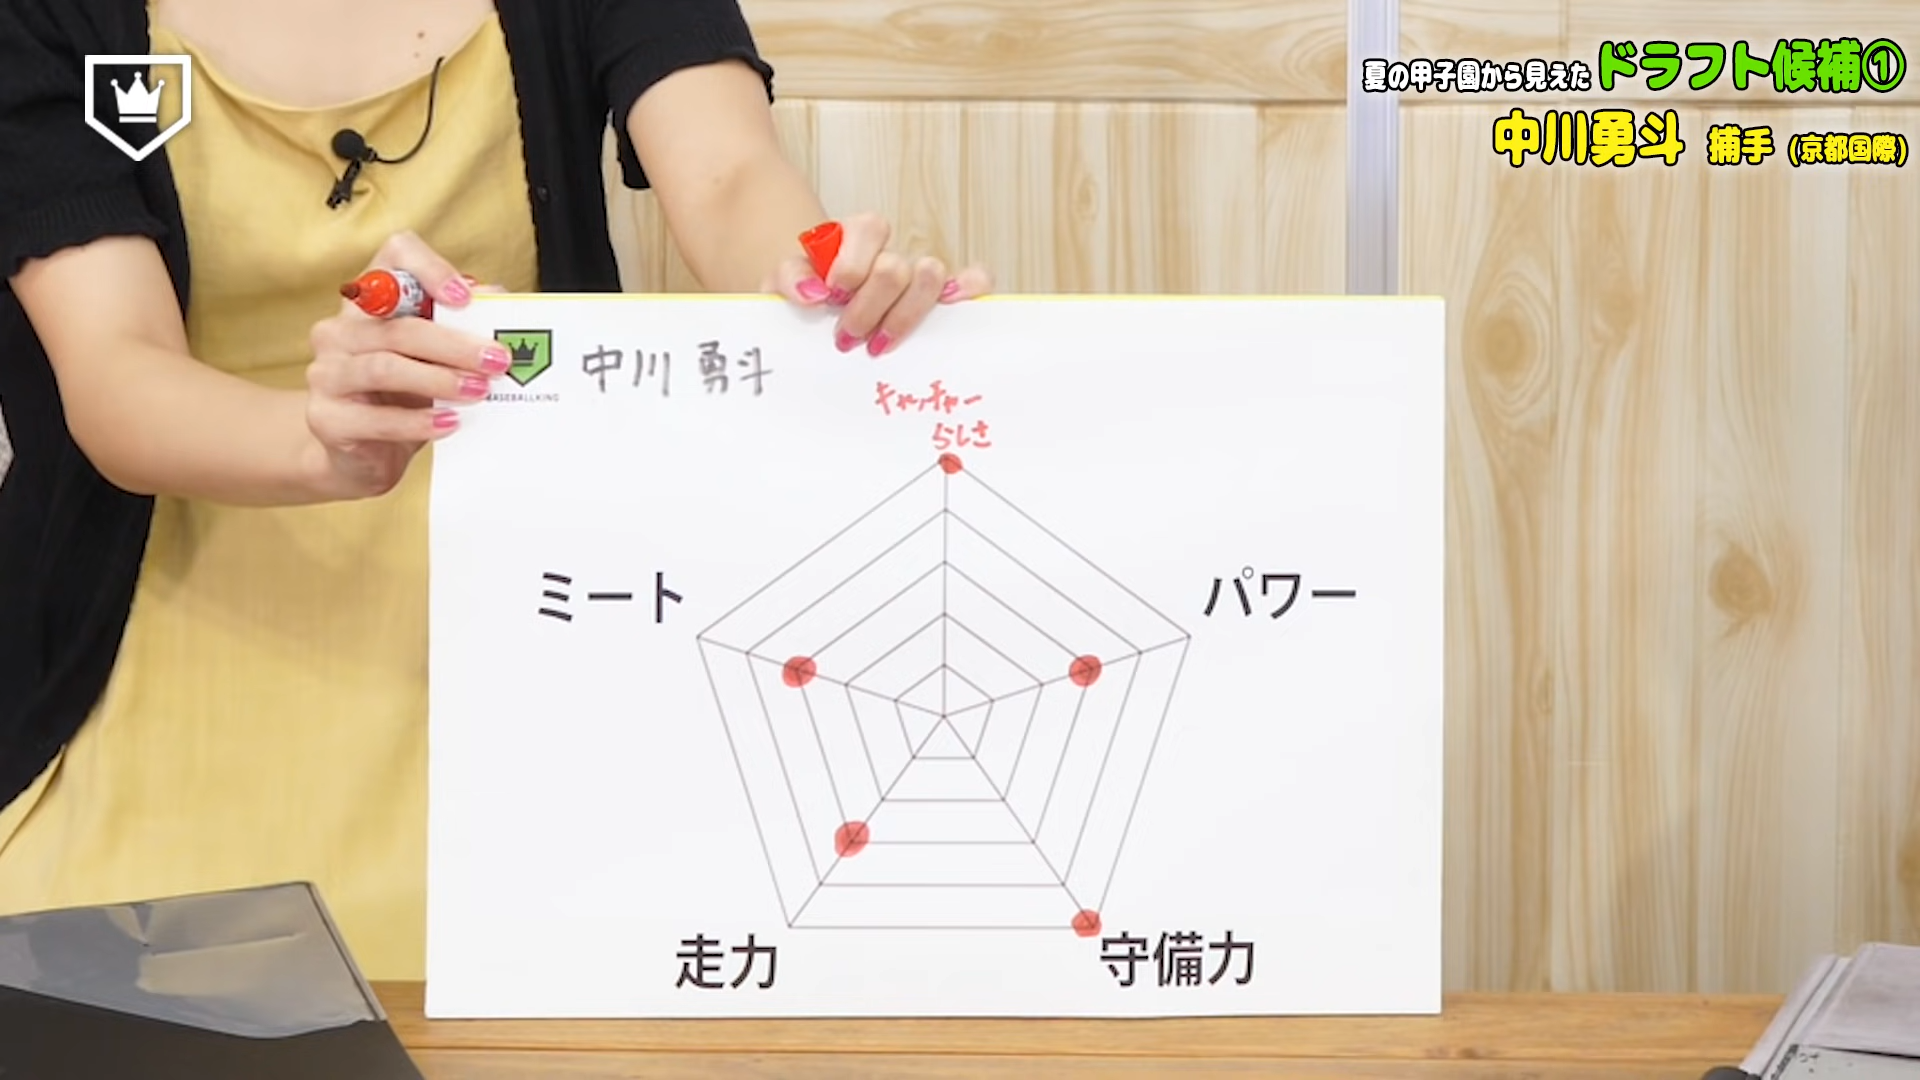 夏の甲子園から見えたドラフト候補①
中川勇斗 捕手 (京都国際)
BASEBALLKING
中川 勇斗
キャッチャー
らしさ
ミート
パワー
走力
守備力